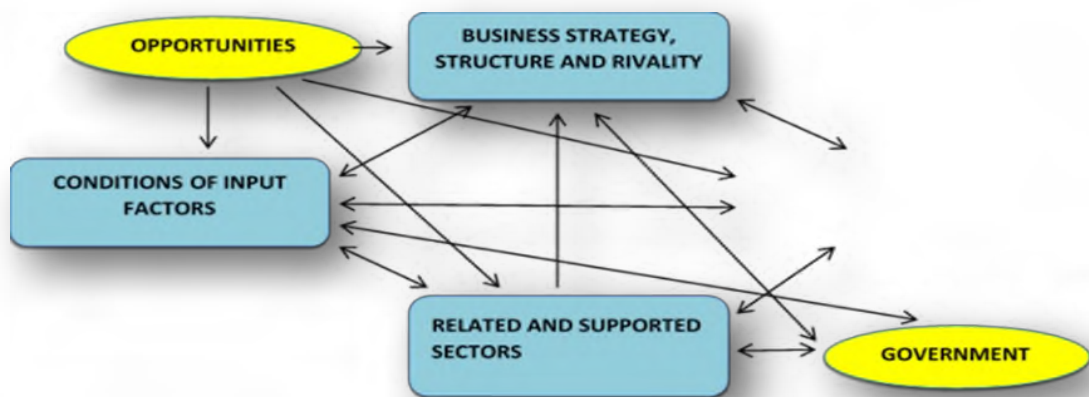 OPPORTUNITIES
BUSINESS STRATEGY,
STRUCTURE AND RIVALITY
CONDITIONS OF INPUT
FACTORS
RELATED AND SUPPORTED
SECTORS
GOVERNMENT